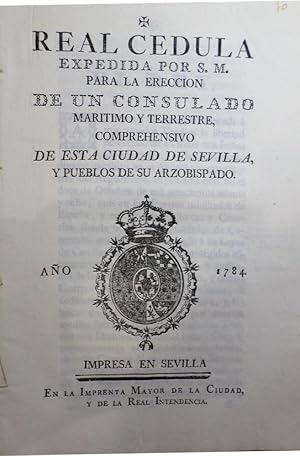 ✠
REAL CEDULA
EXPEDIDA POR S. M.
PARA LA ERECCION
DE UN CONSULADO
MARITIMO Y TERRESTRE,
COMPREHENSIVO
DE ESTA CIUDAD DE SEVILLA,
Y PUEBLOS DE SU ARZOBISPADO.
AÑO 1784.
IMPRESA EN SEVILLA
EN LA IMPRENTA MAYOR DE LA CIUDAD,
Y DE LA REAL INTENDENCIA.